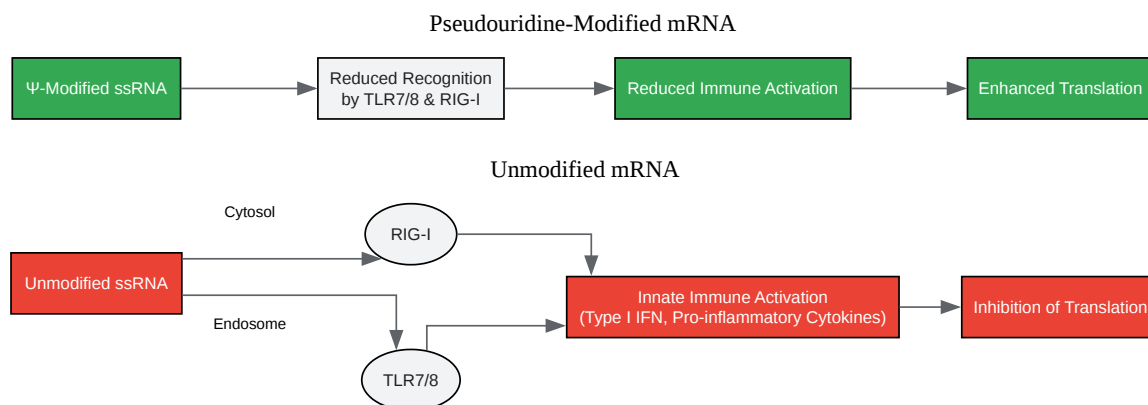 Pseudouridine-Modified mRNA
Ψ-Modified ssRNA
Reduced Recognition
by TLR7/8 & RIG-I
Reduced Immune Activation
Enhanced Translation
Unmodified mRNA
Cytosol
RIG-I
Unmodified ssRNA
Innate Immune Activation
(Type I IFN, Pro-inflammatory Cytokines)
Inhibition of Translation
Endosome
TLR7/8